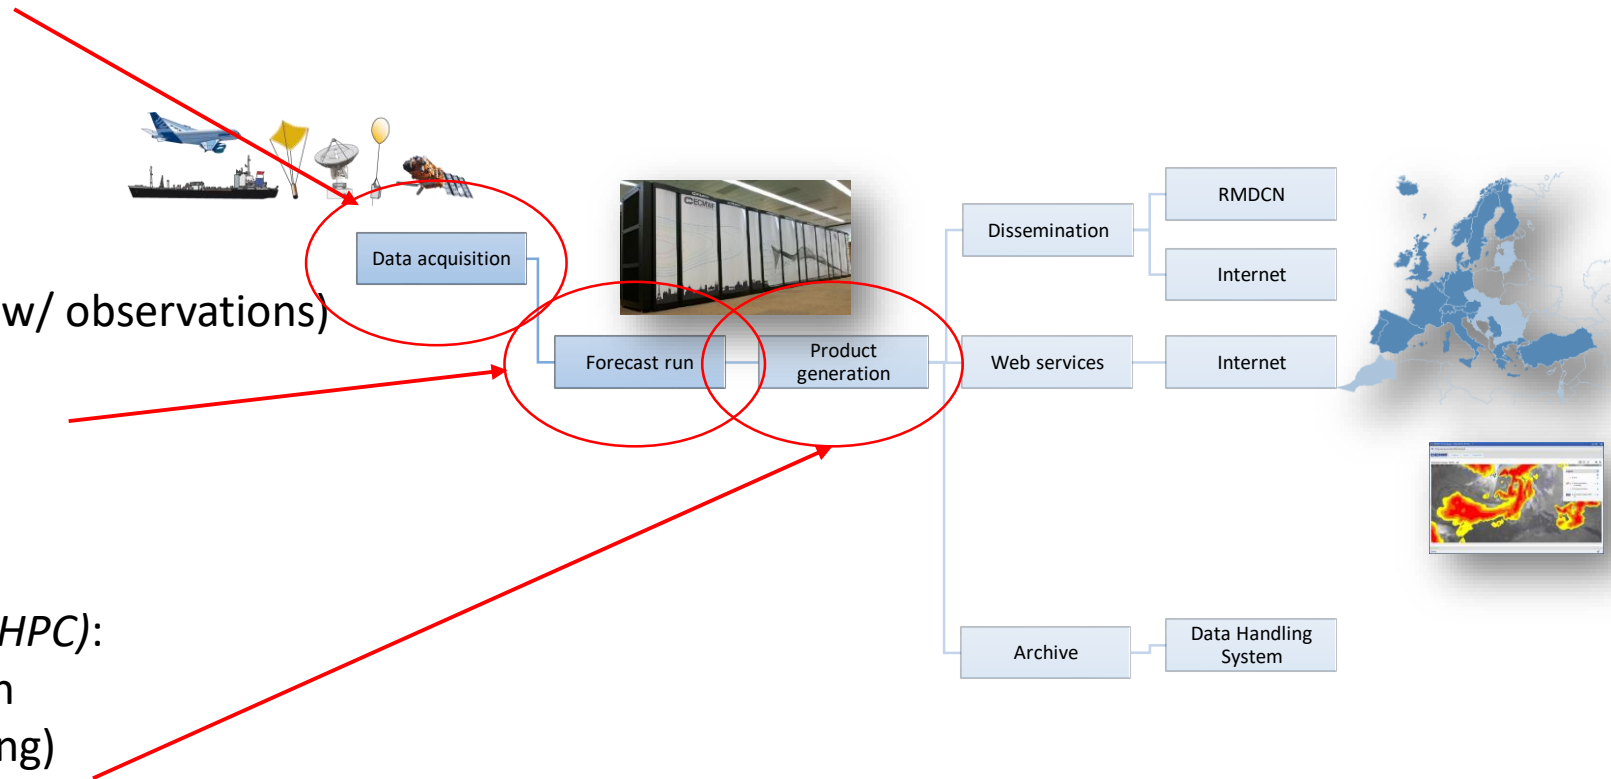 Data acquisition
w/ observations)
Forecast run
Product
generation
Dissemination
RMDCN
Internet
Web services
Internet
Archive
Data Handling
System
ECMWF
HPC):
n
ng)